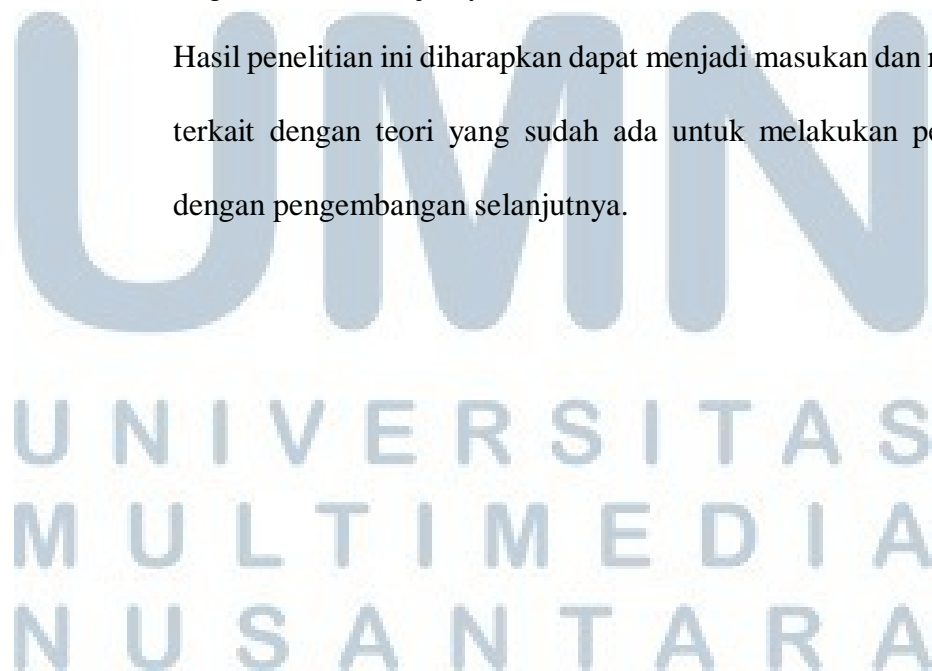 Hasil penelitian ini diharapkan dapat menjadi masukan dan
terkait dengan teori yang sudah ada untuk melakukan
dengan pengembangan selanjutnya.
UMN
UNIVERSITAS
MULTIMEDIA
NUSANTARA